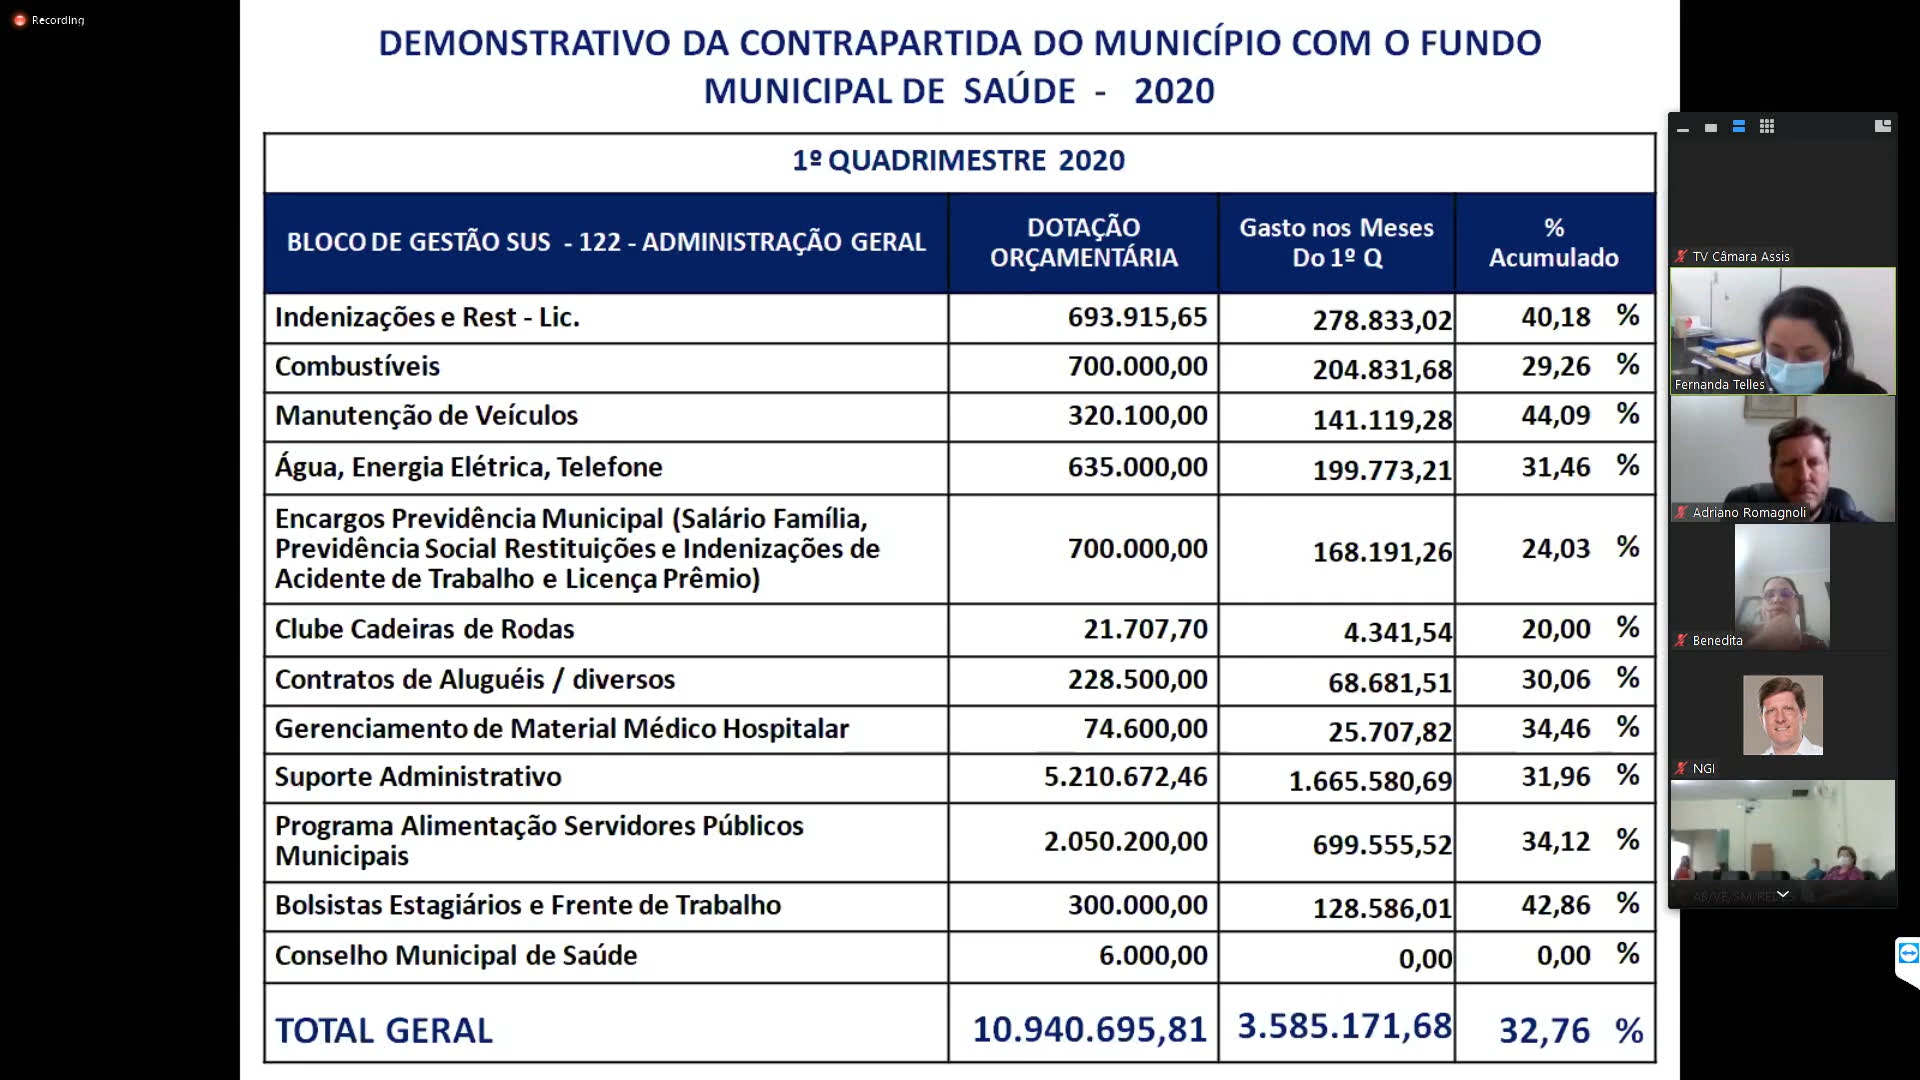 Recording
DEMONSTRATIVO DA CONTRAPARTIDA DO MUNICÍPIO COM O FUNDO
MUNICIPAL DE SAÚDE - 2020
1º QUADRIMESTRE 2020
BLOCO DE GESTÃO SUS - 122 - ADMINISTRAÇÃO GERAL
DOTAÇÃO
ORÇAMENTÁRIA
Gasto nos Meses
Do 1º Q
%
Acumulado
Indenizações e Rest - Lic. 693.915,65 278.833,02 40,18 %
Combustíveis 700.000,00 204.831,68 29,26 %
Manutenção de Veículos 320.100,00 141.119,28 44,09 %
Água, Energia Elétrica, Telefone 635.000,00 199.773,21 31,46 %
Encargos Previdência Municipal (Salário Família,
Previdência Social Restituições e Indenizações de
Acidente de Trabalho e Licença Prêmio)
700.000,00 168.191,26 24,03 %
Clube Cadeiras de Rodas 21.707,70 4.341,54 20,00 %
Contratos de Aluguéis / diversos 228.500,00 68.681,51 30,06 %
Gerenciamento de Material Médico Hospitalar 74.600,00 25.707,82 34,46 %
Suporte Administrativo 5.210.672,46 1.665.580,69 31,96 %
Programa Alimentação Servidores Públicos
Municipais
2.050.200,00 699.555,52 34,12 %
Bolsistas Estagiários e Frente de Trabalho 300.000,00 128.586,01 42,86 %
Conselho Municipal de Saúde 6.000,00 0,00 0,00 %
TOTAL GERAL 10.940.695,81 3.585.171,68 32,76 %
TV Câmara Assis
Fernanda Telles
Adriano Romagnoli
Benedita
NGI